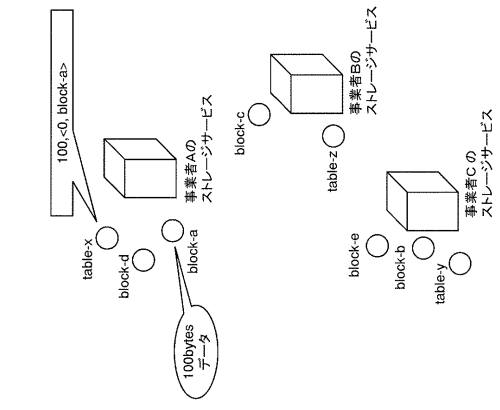 100,<0, block-a>
table-x
block-d
block-a
100bytes
データ
事業者Aの
ストレージサービス
block-c
table-z
事業者Bの
ストレージサービス
block-e
block-b
table-y
事業者C の
ストレージサービス